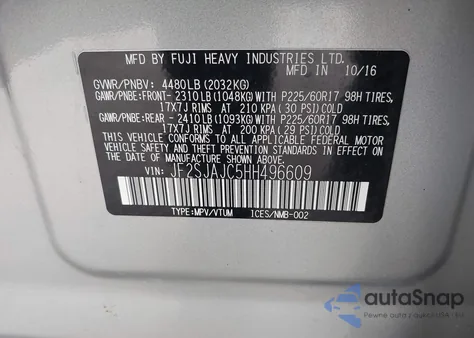 MFD BY FUJI HEAVY INDUSTRIES LTD.
10/16
GVWR/PNBV: 4480LB(2032KG)
GAWR/PNBE:FRONT- 2310LB(1048KG)WITH P225/60R17 98H TIRES,
17X7J RIMS AT 210 KPA(30 PSI)COLD
GAWR/PNBE:REAR- 2410LB(1093KG)WITH P225/60R17 98H TIRES,
17X7J RIMS AT 200 KPA(29 PSI)COLD
THIS VEHICLE CONFORMS TO ALL APPLICABLE FEDERAL MOTOR
VEHICLE SAFETY AND
STANDARDS IN EFFECT ON THE DATE OF MANUFACTURE SHOWN ABOVE.
VIN: JF2SJAJC5HH496609
TYPE:MPV/VTUM ICES/NMB-002
autoSnap
Pewne auto